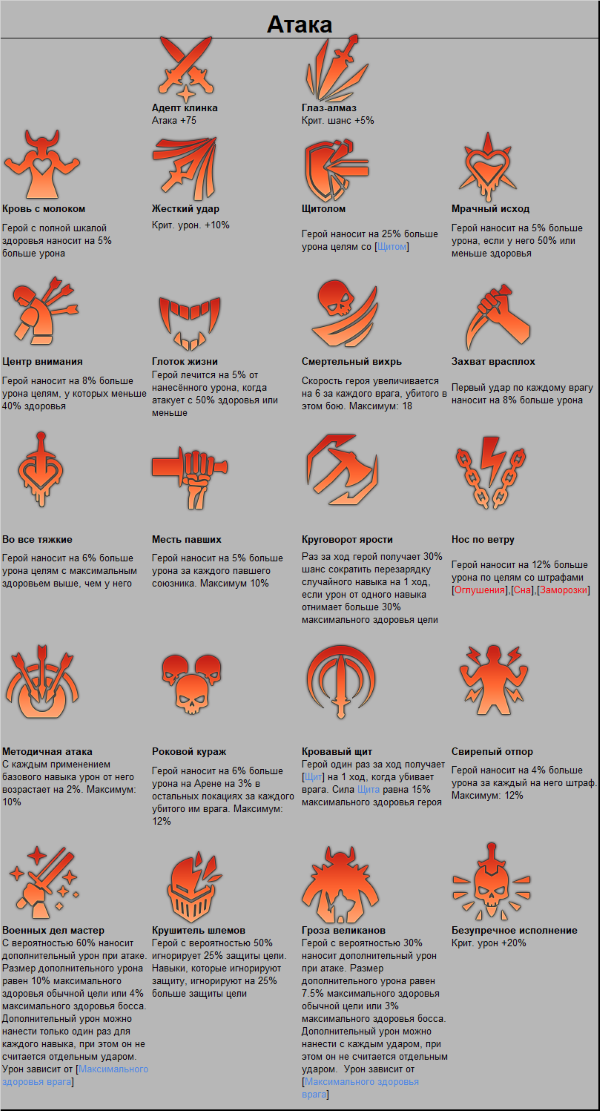 Атака
Адепт клинка
Атака +75
Глаз-алмаз
Крит. шанс +5%
Кровь с молоком
Герой с полной шкалой
здоровья наносит на 5%
больше урона
Жесткий удар
Крит. урон. +10%
Щитолом
Герой наносит на 25% больше
урона целям со [Щитом]
Мрачный исход
Герой наносит на 5% больше
урона, если у него 50% или
меньше здоровья
Центр внимания
Герой наносит на 8% больше
урона целям, у которых меньше
40% здоровья
Глоток жизни
Герой лечится на 5% от
нанесённого урона, когда
атакует с 50% здоровья или
меньше
Смертельный вихрь
Скорость героя увеличивается
на 6 за каждого врага, убитого в
этом бою. Максимум: 18
Захват врасплох
Первый удар по каждому врагу
наносит на 8% больше урона
Во все тяжкие
Герой наносит на 6% больше
урона целям с максимальным
здоровьем выше, чем у него
Месть павших
Герой наносит на 5% больше
урона за каждого павшего
союзника. Максимум 10%
Круговорот ярости
Раз за ход герой получает 30%
шанс сократить перезарядку
случайного навыка на 1 ход,
если урон от одного навыка
отнимает больше 30%
максимального здоровья цели
Нос по ветру
Герой наносит на 12% больше
урона по целям со штрафами
[Оглушения],[Сна],[Заморозки]
Методичная атака
С каждым применением
базового навыка урон от него
возрастает на 2%. Максимум:
10%
Роковой кураж
Герой наносит на 6% больше
урона на Арене на 3% в
остальных локациях за каждого
убитого им врага. Максимум:
12%
Кровавый щит
Герой один раз за ход получает
[Щит] на 1 ход, когда убивает
врага. Сила Щита равна 15%
максимального здоровья героя
Свирепый отпор
Герой наносит на 4% больше
урона за каждый на него штраф.
Максимум: 12%
Военных дел мастер
С вероятностью 60% наносит
дополнительный урон при атаке.
Размер дополнительного урона
равен 10% максимального
здоровья обычной цели или 4%
максимального здоровья босса.
Дополнительный урон можно
нанести только один раз для
каждого навыка, при этом он не
считается отдельным ударом.
Урон зависит от [Максимального
здоровья врага]
Крушитель шлемов
Герой с вероятностью 50%
игнорирует 25% защиты цели.
Навыки, которые игнорируют
защиту, игнорируют на 25%
больше защиты цели
Гроза великанов
Герой с вероятностью 30%
наносит дополнительный урон
при атаке. Размер
дополнительного урона равен
7.5% максимального здоровья
обычной цели или 3%
максимального здоровья босса.
Дополнительный урон можно
нанести с каждым ударом, при
этом он не считается отдельным
ударом. Урон зависит от
[Максимального здоровья
врага]
Безупречное исполнение
Крит. урон +20%